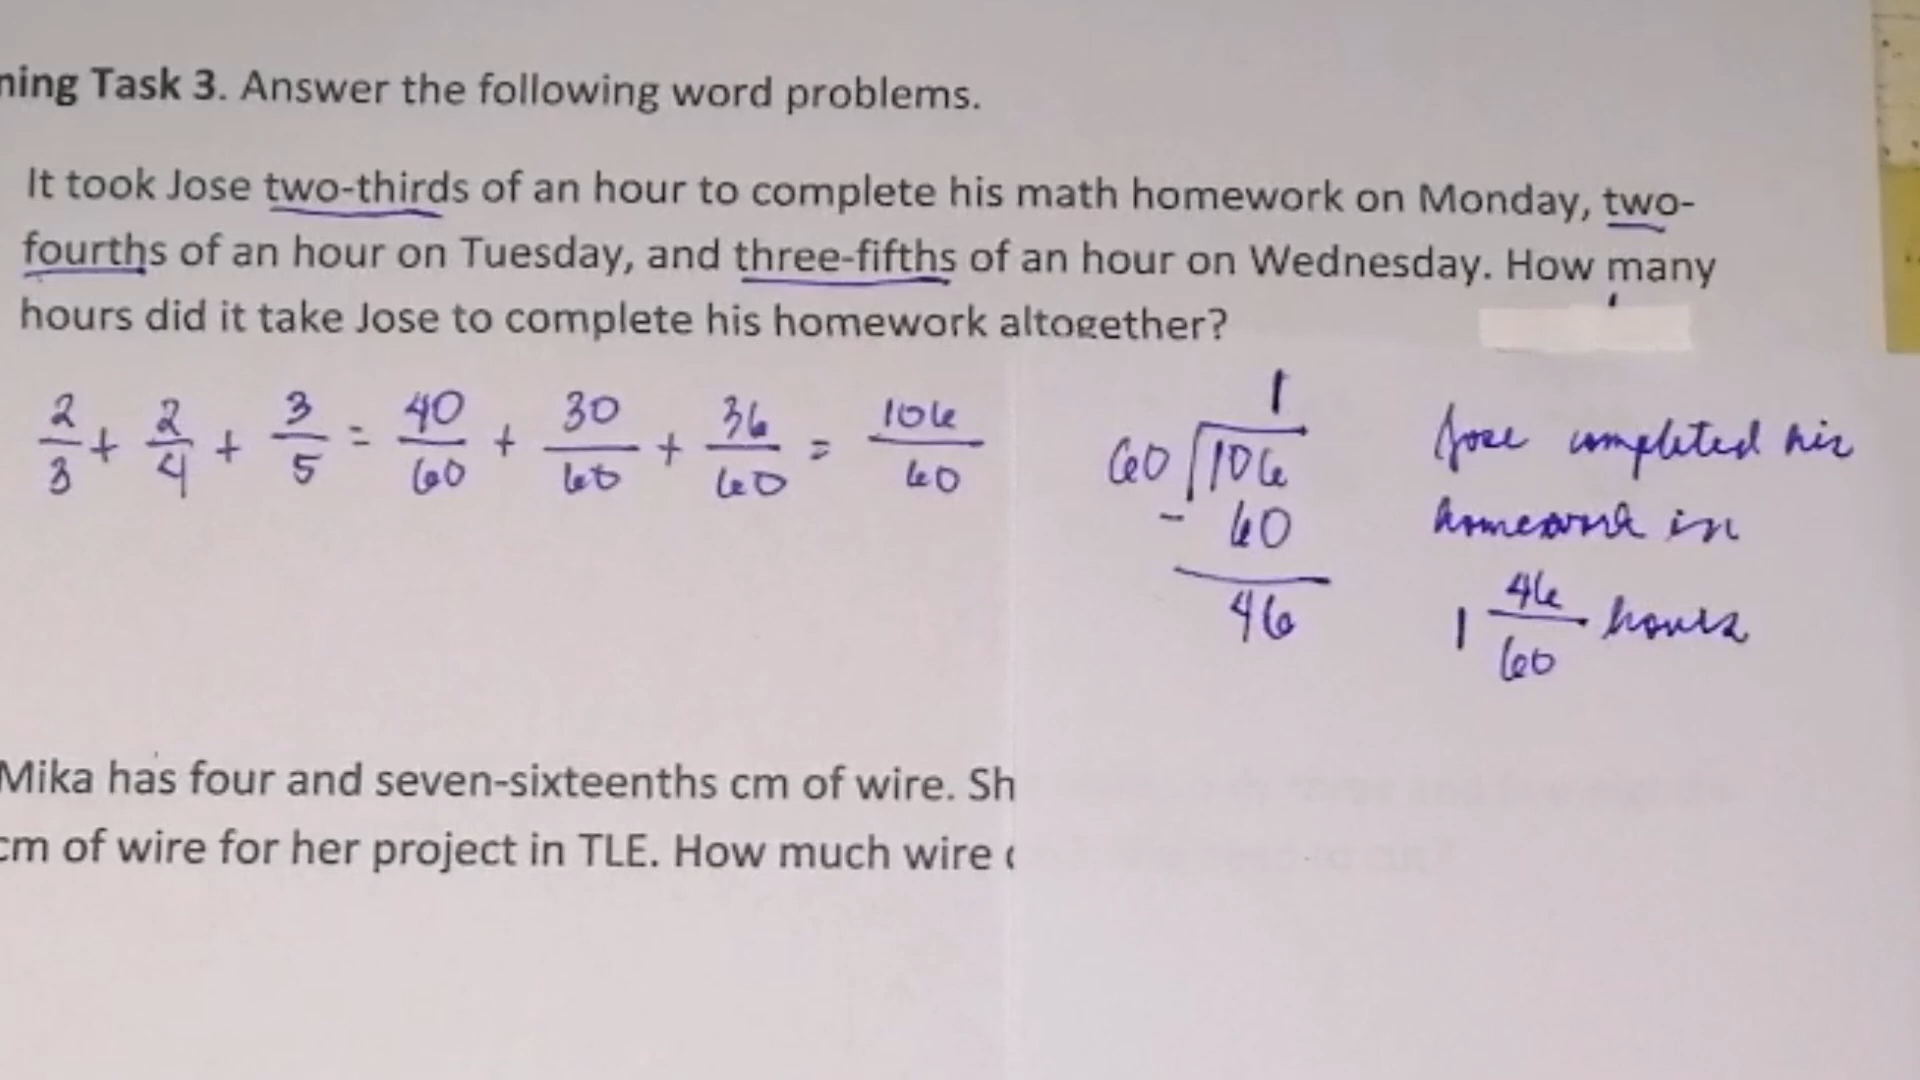 ning Task 3. Answer the following word problems.
It took Jose two-thirds of an hour to complete his math homework on Monday, two-
fourths of an hour on Tuesday, and three-fifths of an hour on Wednesday. How many
hours did it take Jose to complete his homework altogether?
2/3 + 2/4 + 3/5 = 40/60 + 30/60 + 36/60 = 106/60
1
60 106
- 60
46
Jose completed his
homework in
1 46/60 hours
Mika has four and seven-sixteenths cm of wire. Sh
cm of wire for her project in TLE. How much wire